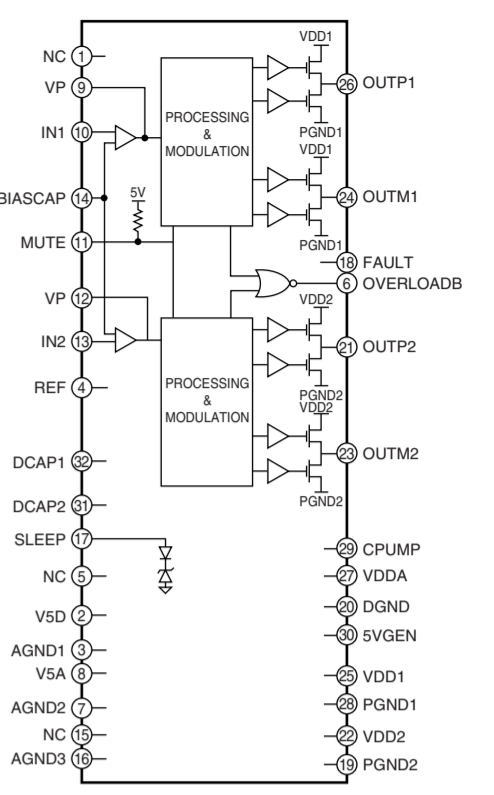 NC 1
VP 9
IN1 10
BIASCAP 14
MUTE 11
VP 12
IN2 13
REF 4
DCAP1 32
DCAP2 31
SLEEP 17
NC 5
V5D 2
AGND1 3
V5A 8
AGND2 7
NC 15
AGND3 16
5V
PROCESSING
&
MODULATION
PROCESSING
&
MODULATION
VDD1
26 OUTP1
PGND1
VDD1
24 OUTM1
PGND1
18 FAULT
6 OVERLOADB
VDD2
21 OUTP2
PGND2
VDD2
23 OUTM2
PGND2
29 CPUMP
27 VDDA
20 DGND
30 5VGEN
25 VDD1
28 PGND1
22 VDD2
19 PGND2